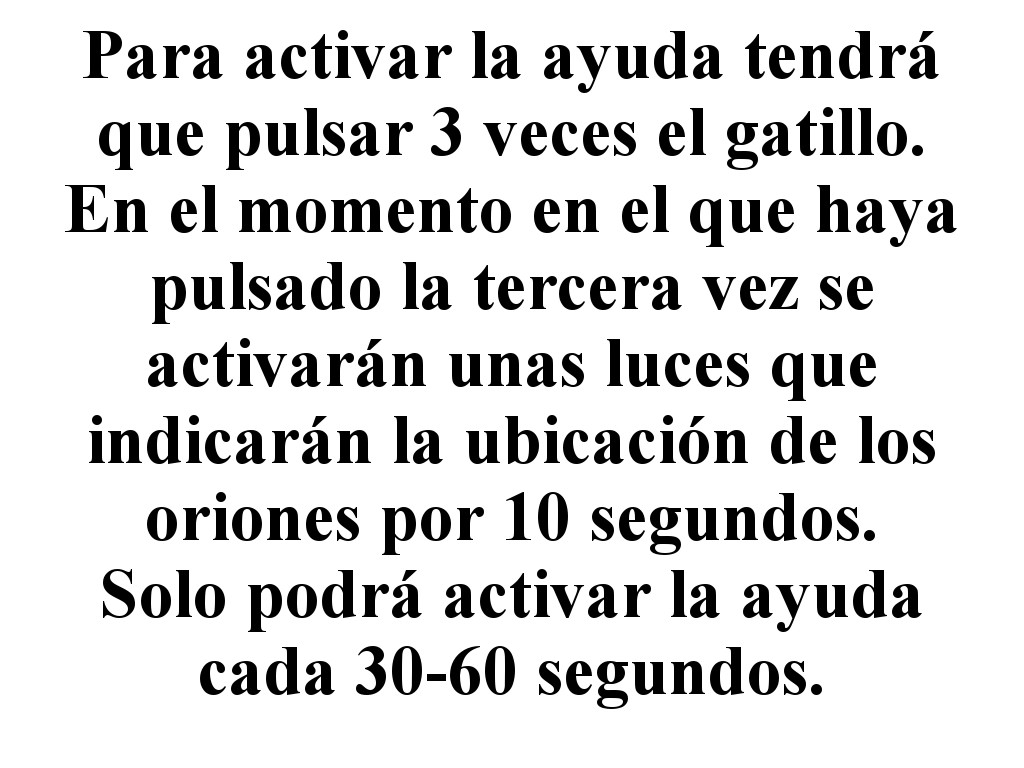 Para activar la ayuda tendrá
que pulsar 3 veces el gatillo.
En el momento en el que haya
pulsado la tercera vez se
activarán unas luces que
indicarán la ubicación de los
oriones por 10 segundos.
Solo podrá activar la ayuda
cada 30-60 segundos.